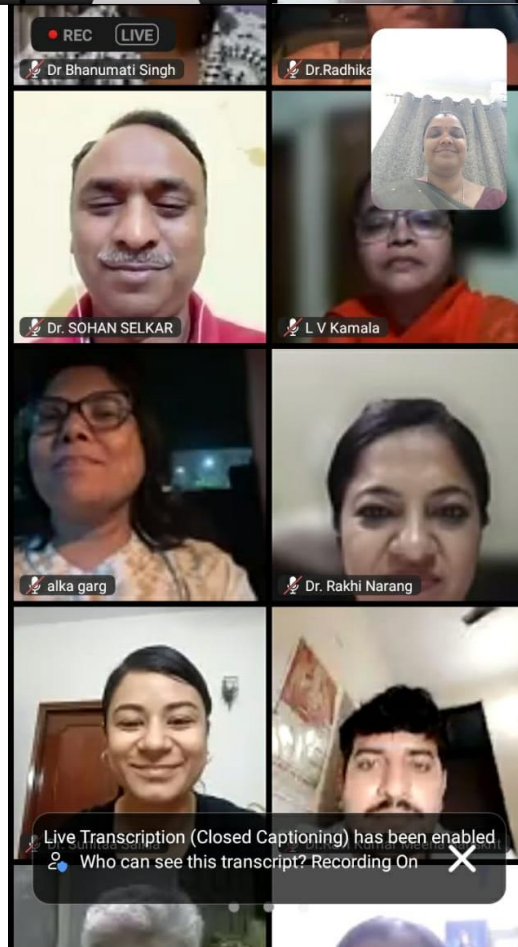 REC LIVE
Dr Bhanumati Singh
Dr.Radhika
Dr. SOHAN SELKAR
L V Kamala
alka garg
Dr. Rakhi Narang
Live Transcription (Closed Captioning) has been enabled
Who can see this transcript? Recording On